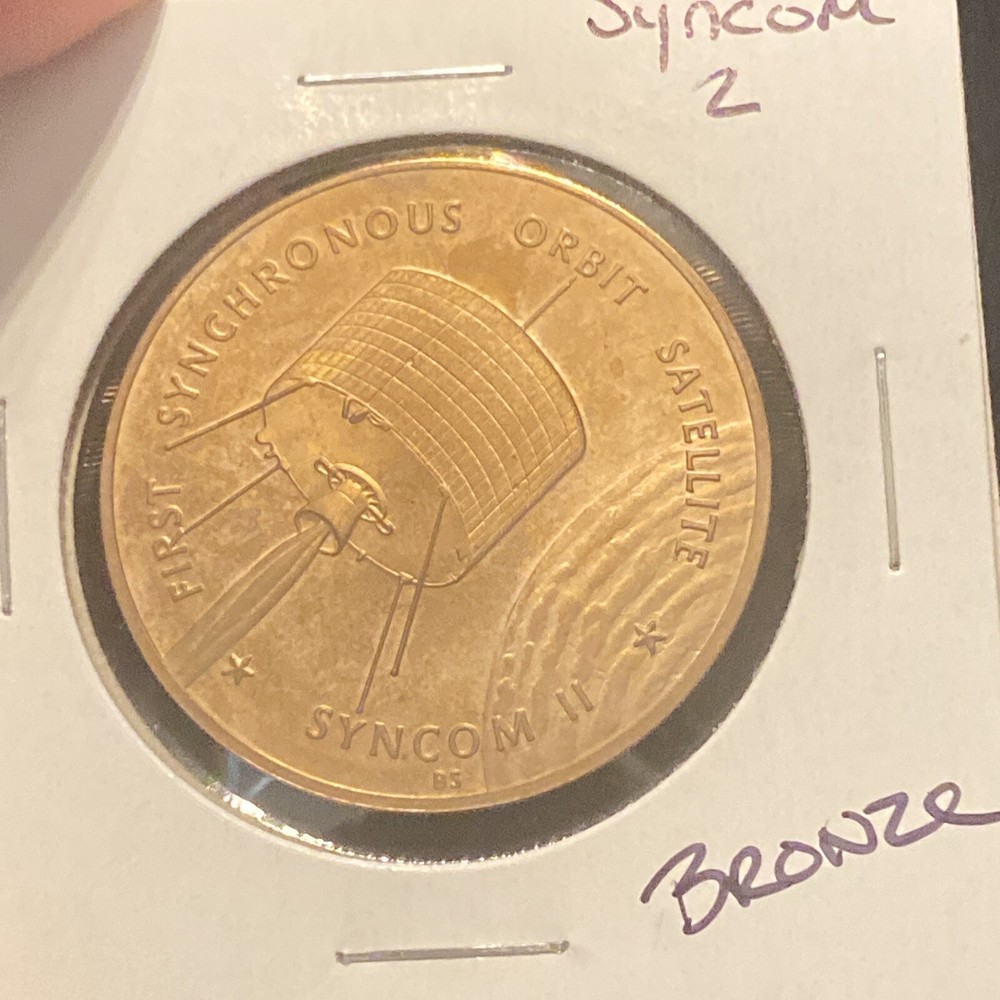 Syncom
2
FIRST SYNCHRONOUS ORBIT SATELLITE
SYNCOM II
BS
BRONZE